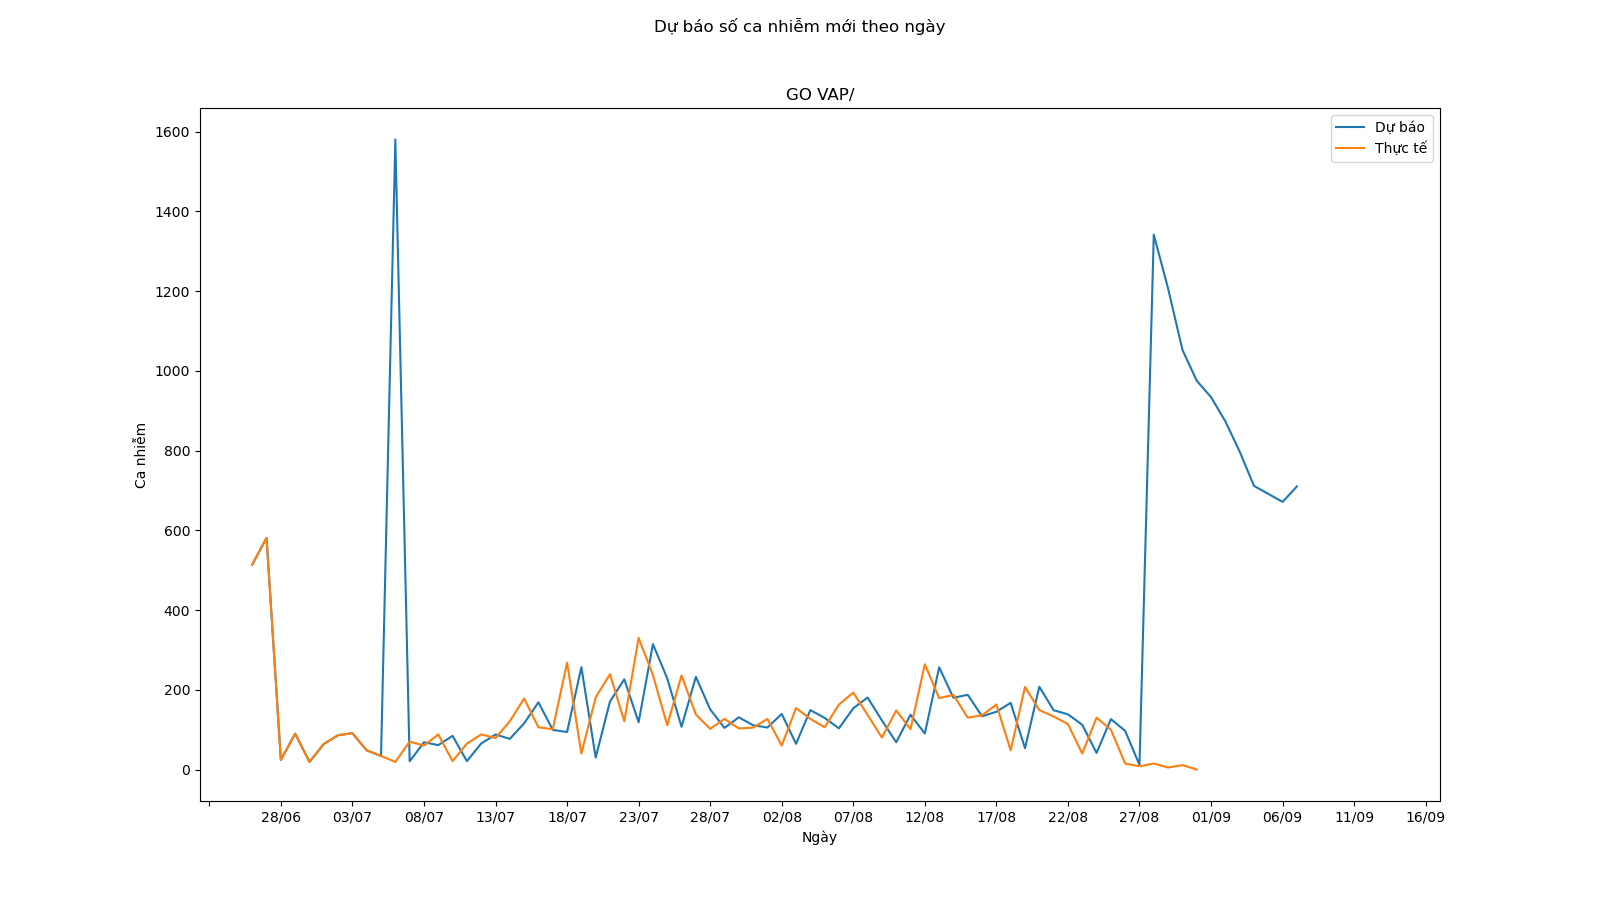 Dự báo số ca nhiễm mới theo ngày
GO VAP/
Dự báo
Thực tế
Ca nhiễm
1600
1400
1200
1000
800
600
400
200
0
28/06 03/07 08/07 13/07 18/07 23/07 28/07 02/08 07/08 12/08 17/08 22/08 27/08 01/09 06/09 11/09 16/09
Ngày